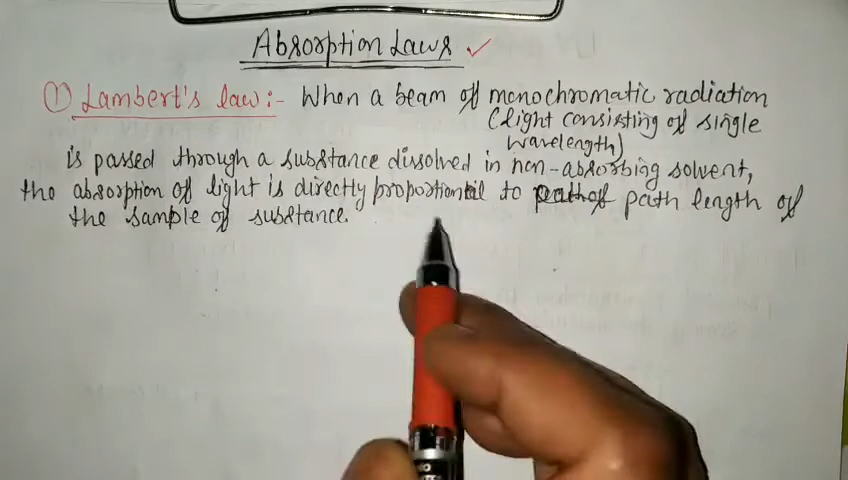 Absorption Laws ✓
① Lambert's law:- When a beam of monochromatic radiation
(light consisting of single
wavelength)
is passed through a substance dissolved in non-absorbing solvent,
the absorption of light is directly proportional to path length of
the sample of substance.